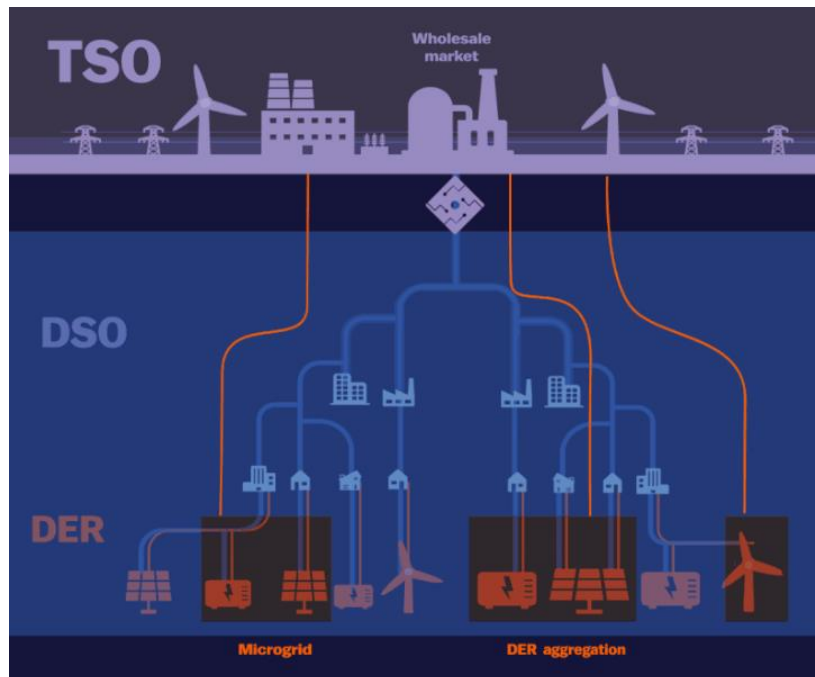 TSO
Wholesale
market
DSO
DER
Microgrid
DER aggregation